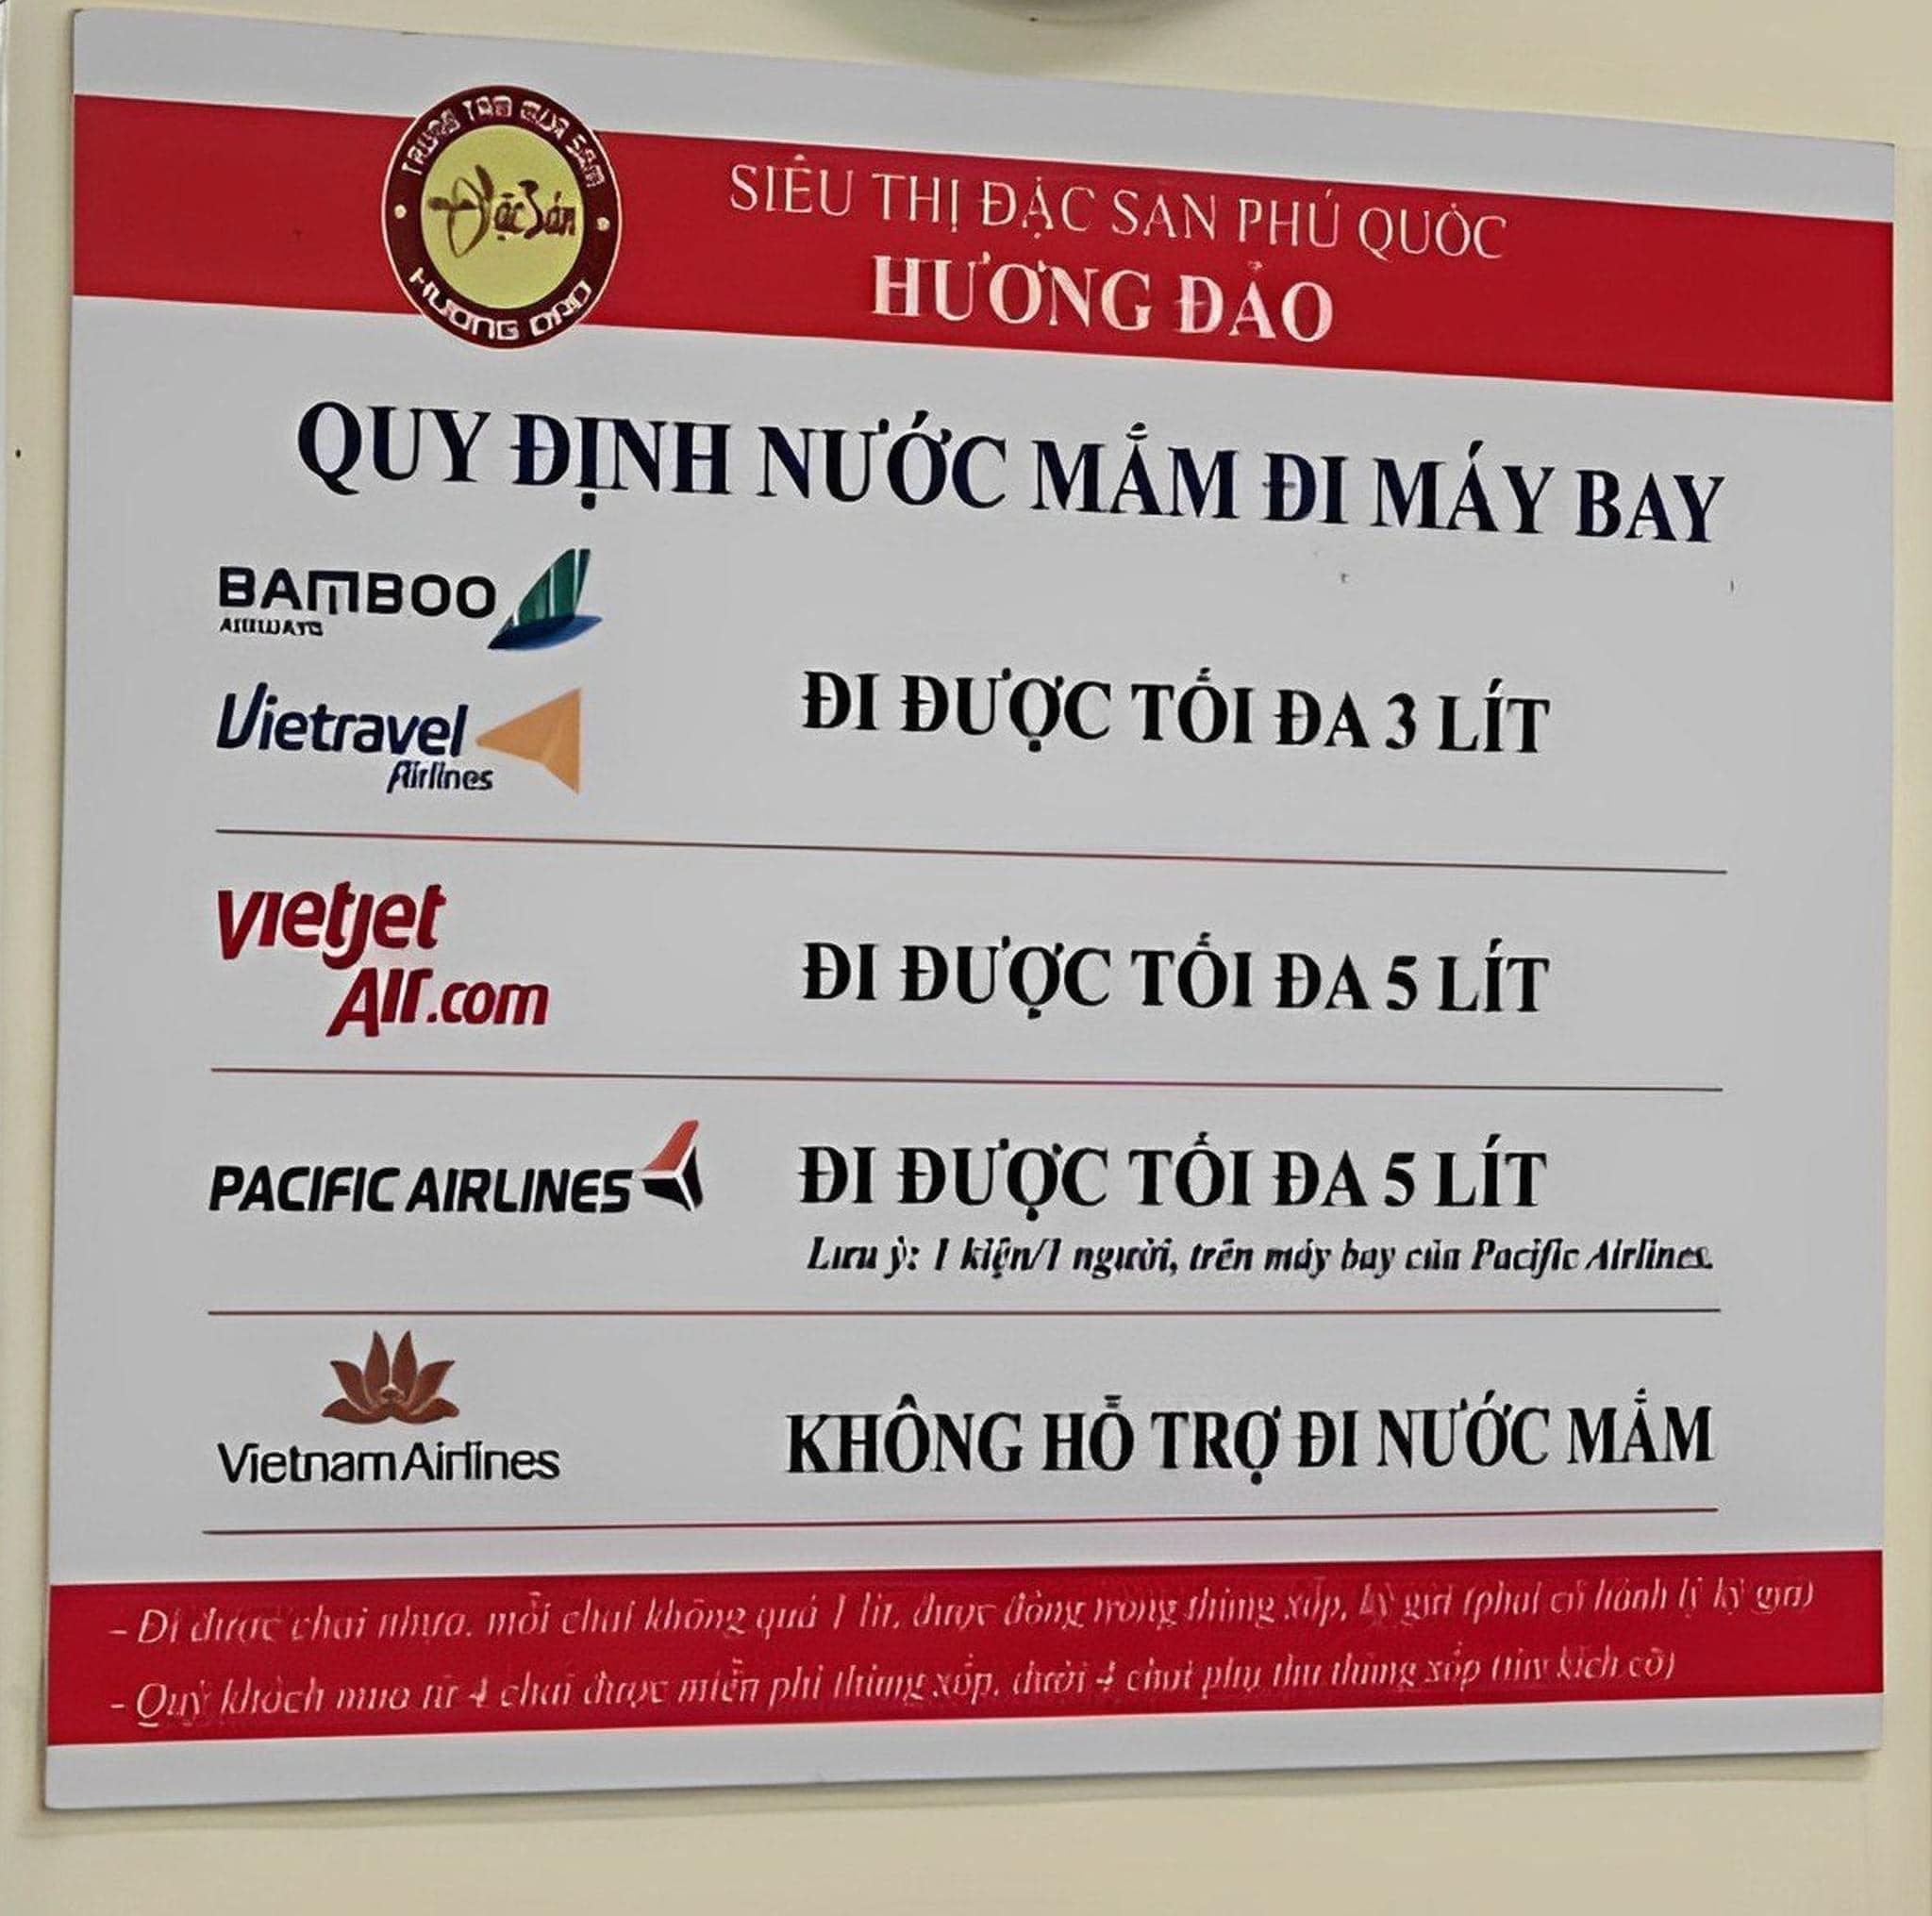 TRUNG TÂM MUA SẮM
Đặc Sản
HƯƠNG ĐẢO
SIÊU THỊ ĐẶC SẢN PHÚ QUỐC
HƯƠNG ĐẢO
QUY ĐỊNH NƯỚC MẮM ĐI MÁY BAY
BAMBOO
AIRWAYS
Vietravel
Airlines
ĐI ĐƯỢC TỐI ĐA 3 LÍT
vietjet
Air.com
ĐI ĐƯỢC TỐI ĐA 5 LÍT
PACIFIC AIRLINES
ĐI ĐƯỢC TỐI ĐA 5 LÍT
Lưu ý: 1 kiện/1 người, trên máy bay của Pacific Airlines.
Vietnam Airlines
KHÔNG HỖ TRỢ ĐI NƯỚC MẮM
- Đi được chai nhựa, mỗi chai không quá 1 lít, được đóng trong thùng xốp, ký gửi (phải có hành lý ký gửi)
- Quý khách mua từ 4 chai được miễn phí thùng xốp, dưới 4 chai phụ thu thùng xốp (tùy kích cỡ)